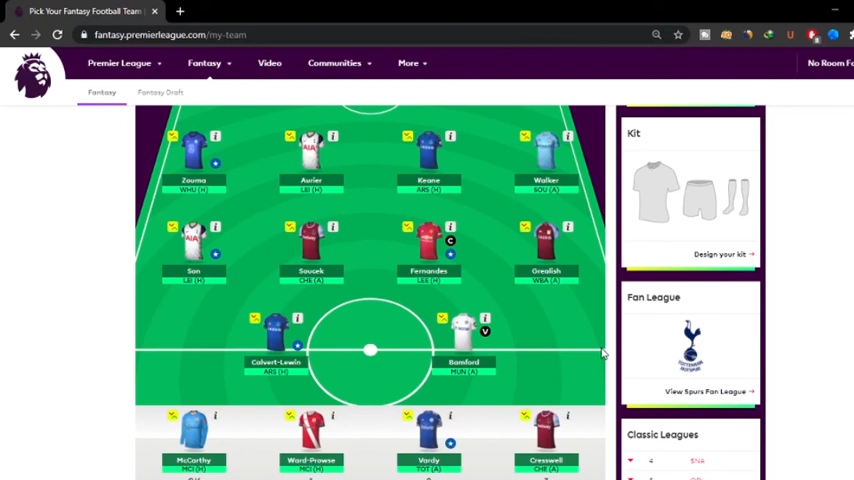 Pick Your Fantasy Football Team |
fantasy.premierleague.com/my-team
Premier League
Fantasy
Video
Communities
More
No Room F
Fantasy
Fantasy Draft
Zouma
WHU (H)
Aurier
LEI (H)
Keane
ARS (H)
Walker
SOU (A)
Son
LEI (H)
Soucek
CHE (A)
C
Fernandes
LEE (H)
Grealish
WBA (A)
Calvert-Lewin
ARS (H)
V
Bamford
MUN (A)
McCarthy
MCI (H)
Ward-Prowse
MCI (H)
Vardy
TOT (A)
Cresswell
CHE (A)
Kit
Design your kit
Fan League
View Spurs Fan League
Classic Leagues
4